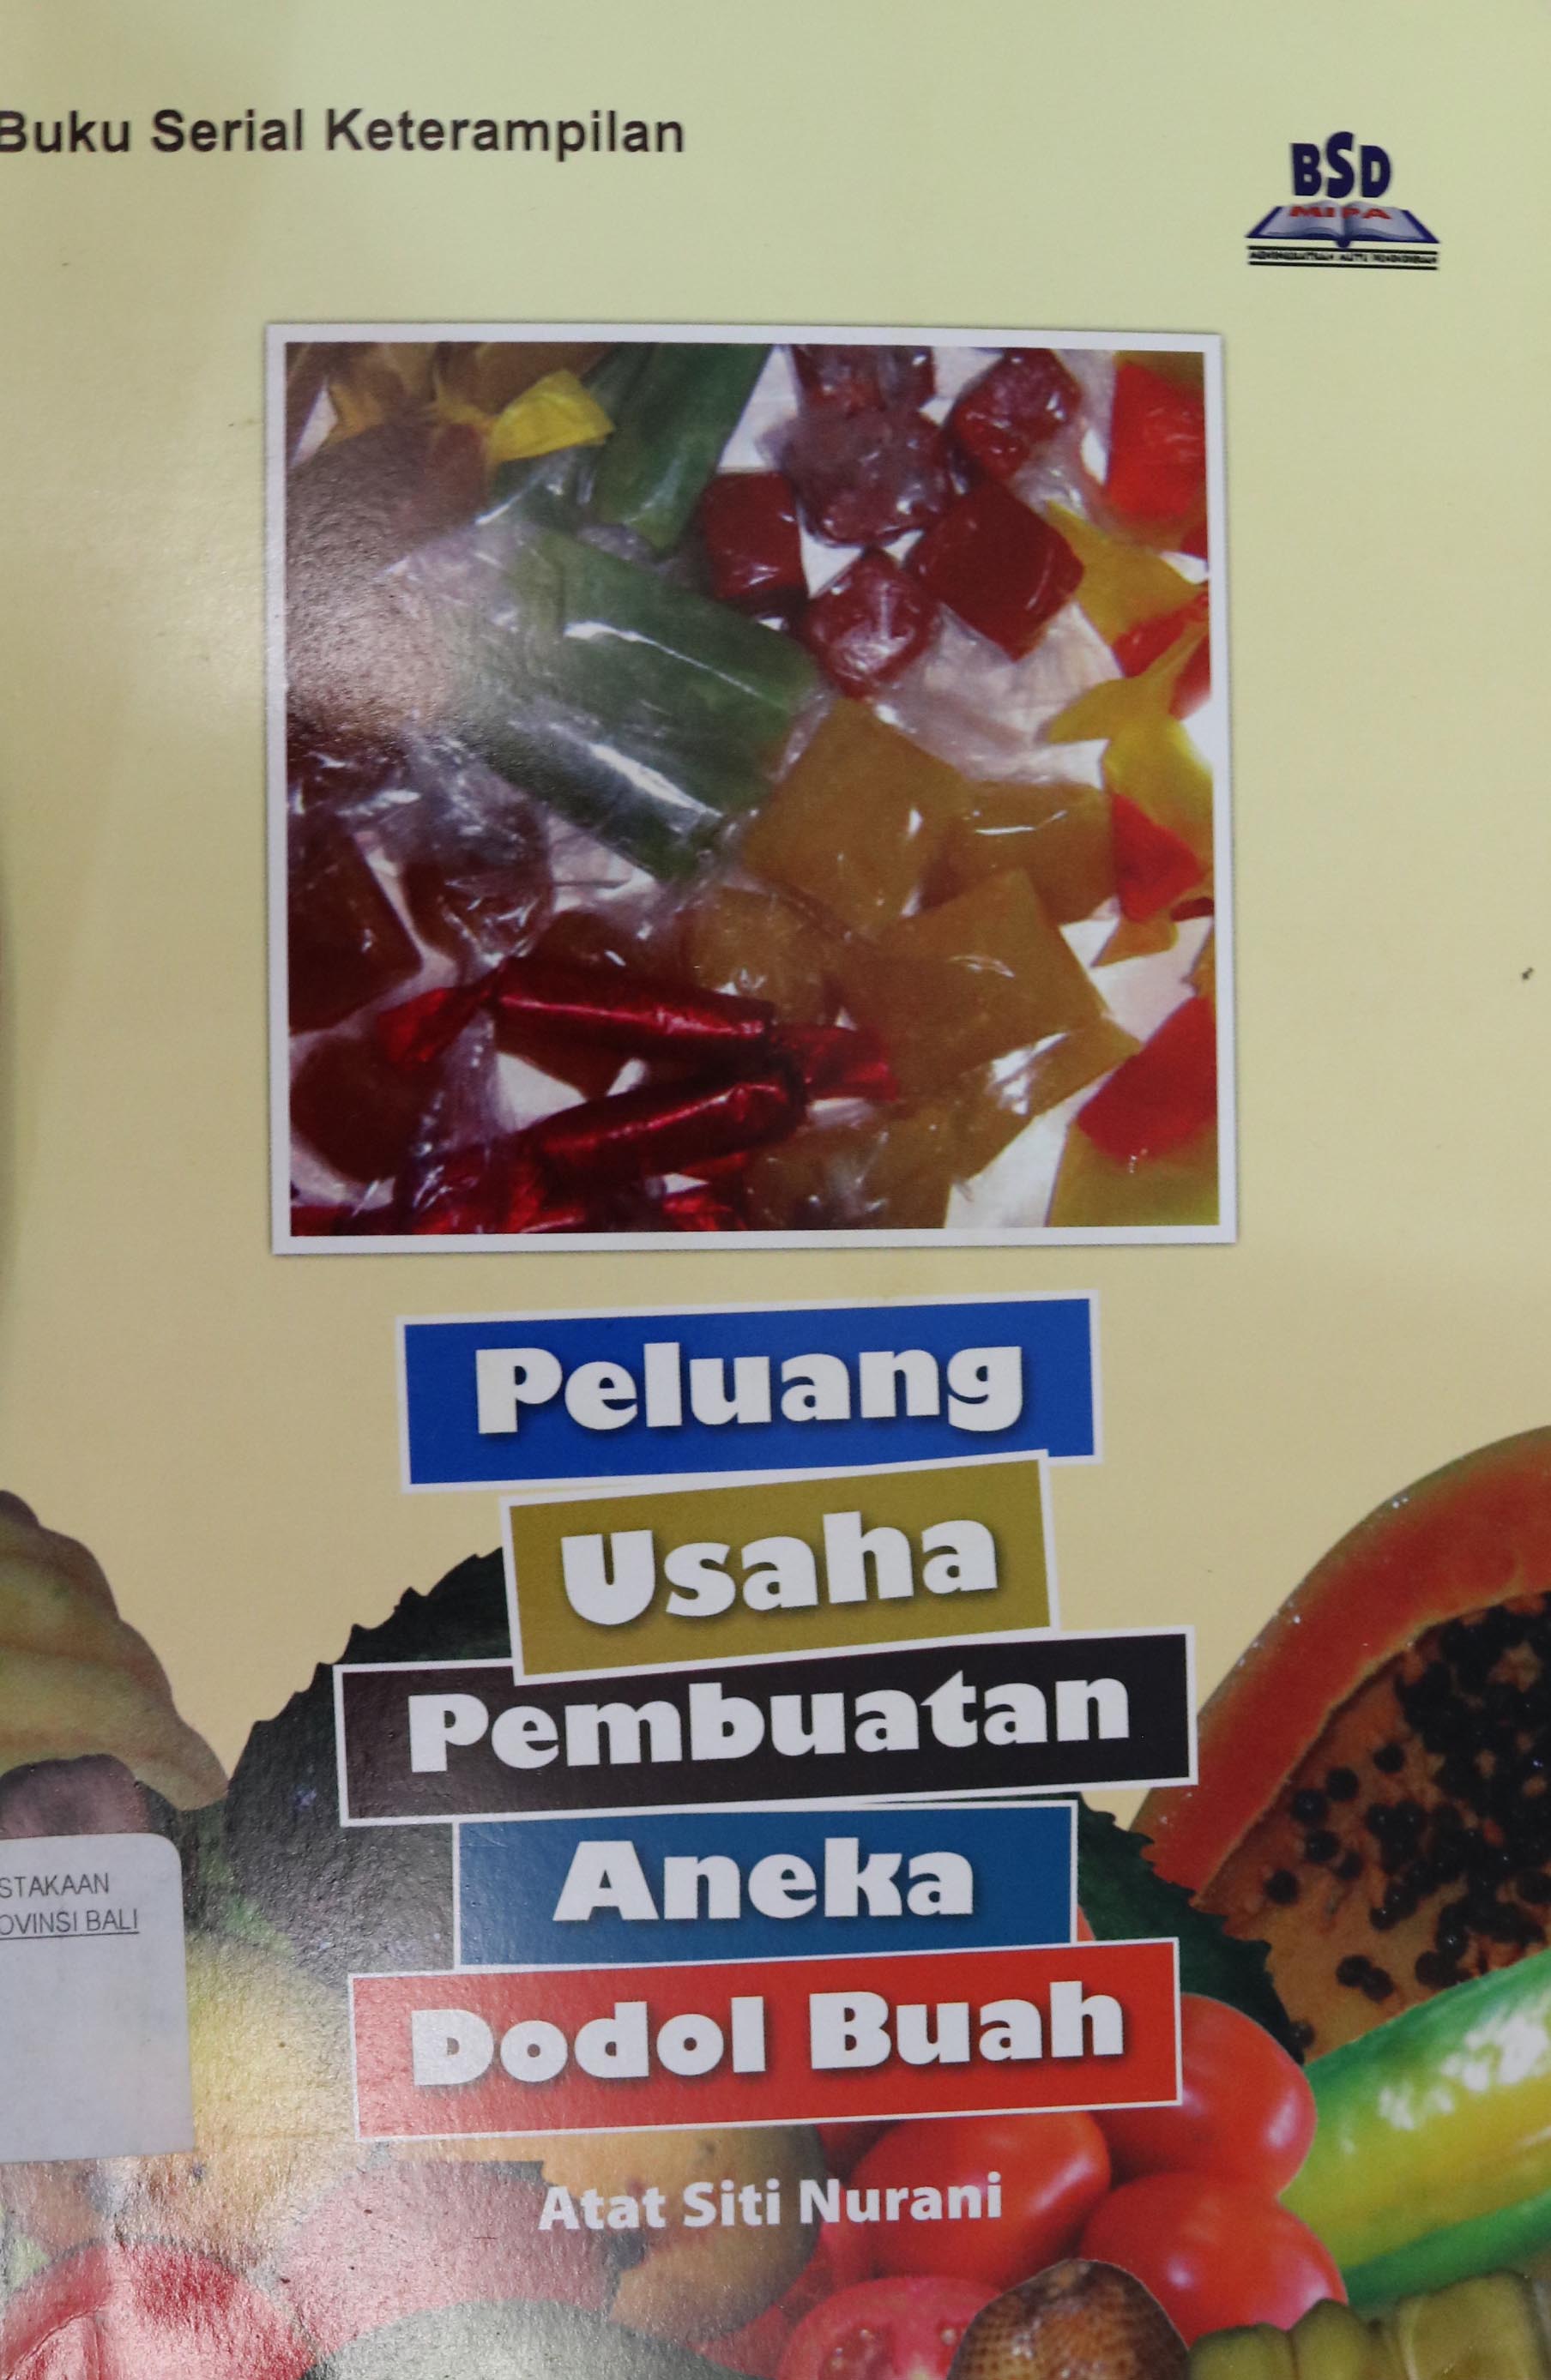 Buku Serial Keterampilan
BSD
MIPA
Peluang
Usaha
Pembuatan
Aneka
Dodol Buah
STAKAAN
OVINSI BALI
Atat Siti Nurani